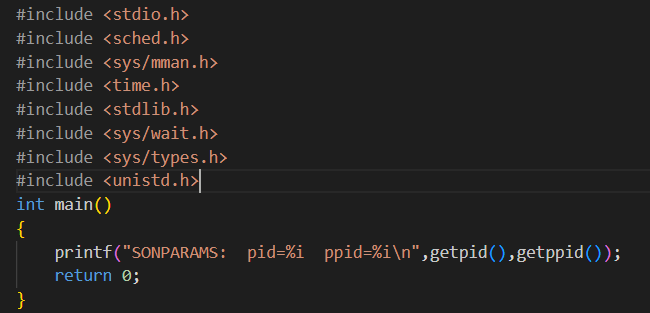 #include <stdio.h>
#include <sched.h>
#include <sys/mman.h>
#include <time.h>
#include <stdlib.h>
#include <sys/wait.h>
#include <sys/types.h>
#include <unistd.h>
int main()
{
    printf("SONPARAMS:  pid=%i  ppid=%i\n",getpid(),getppid());
    return 0;
}